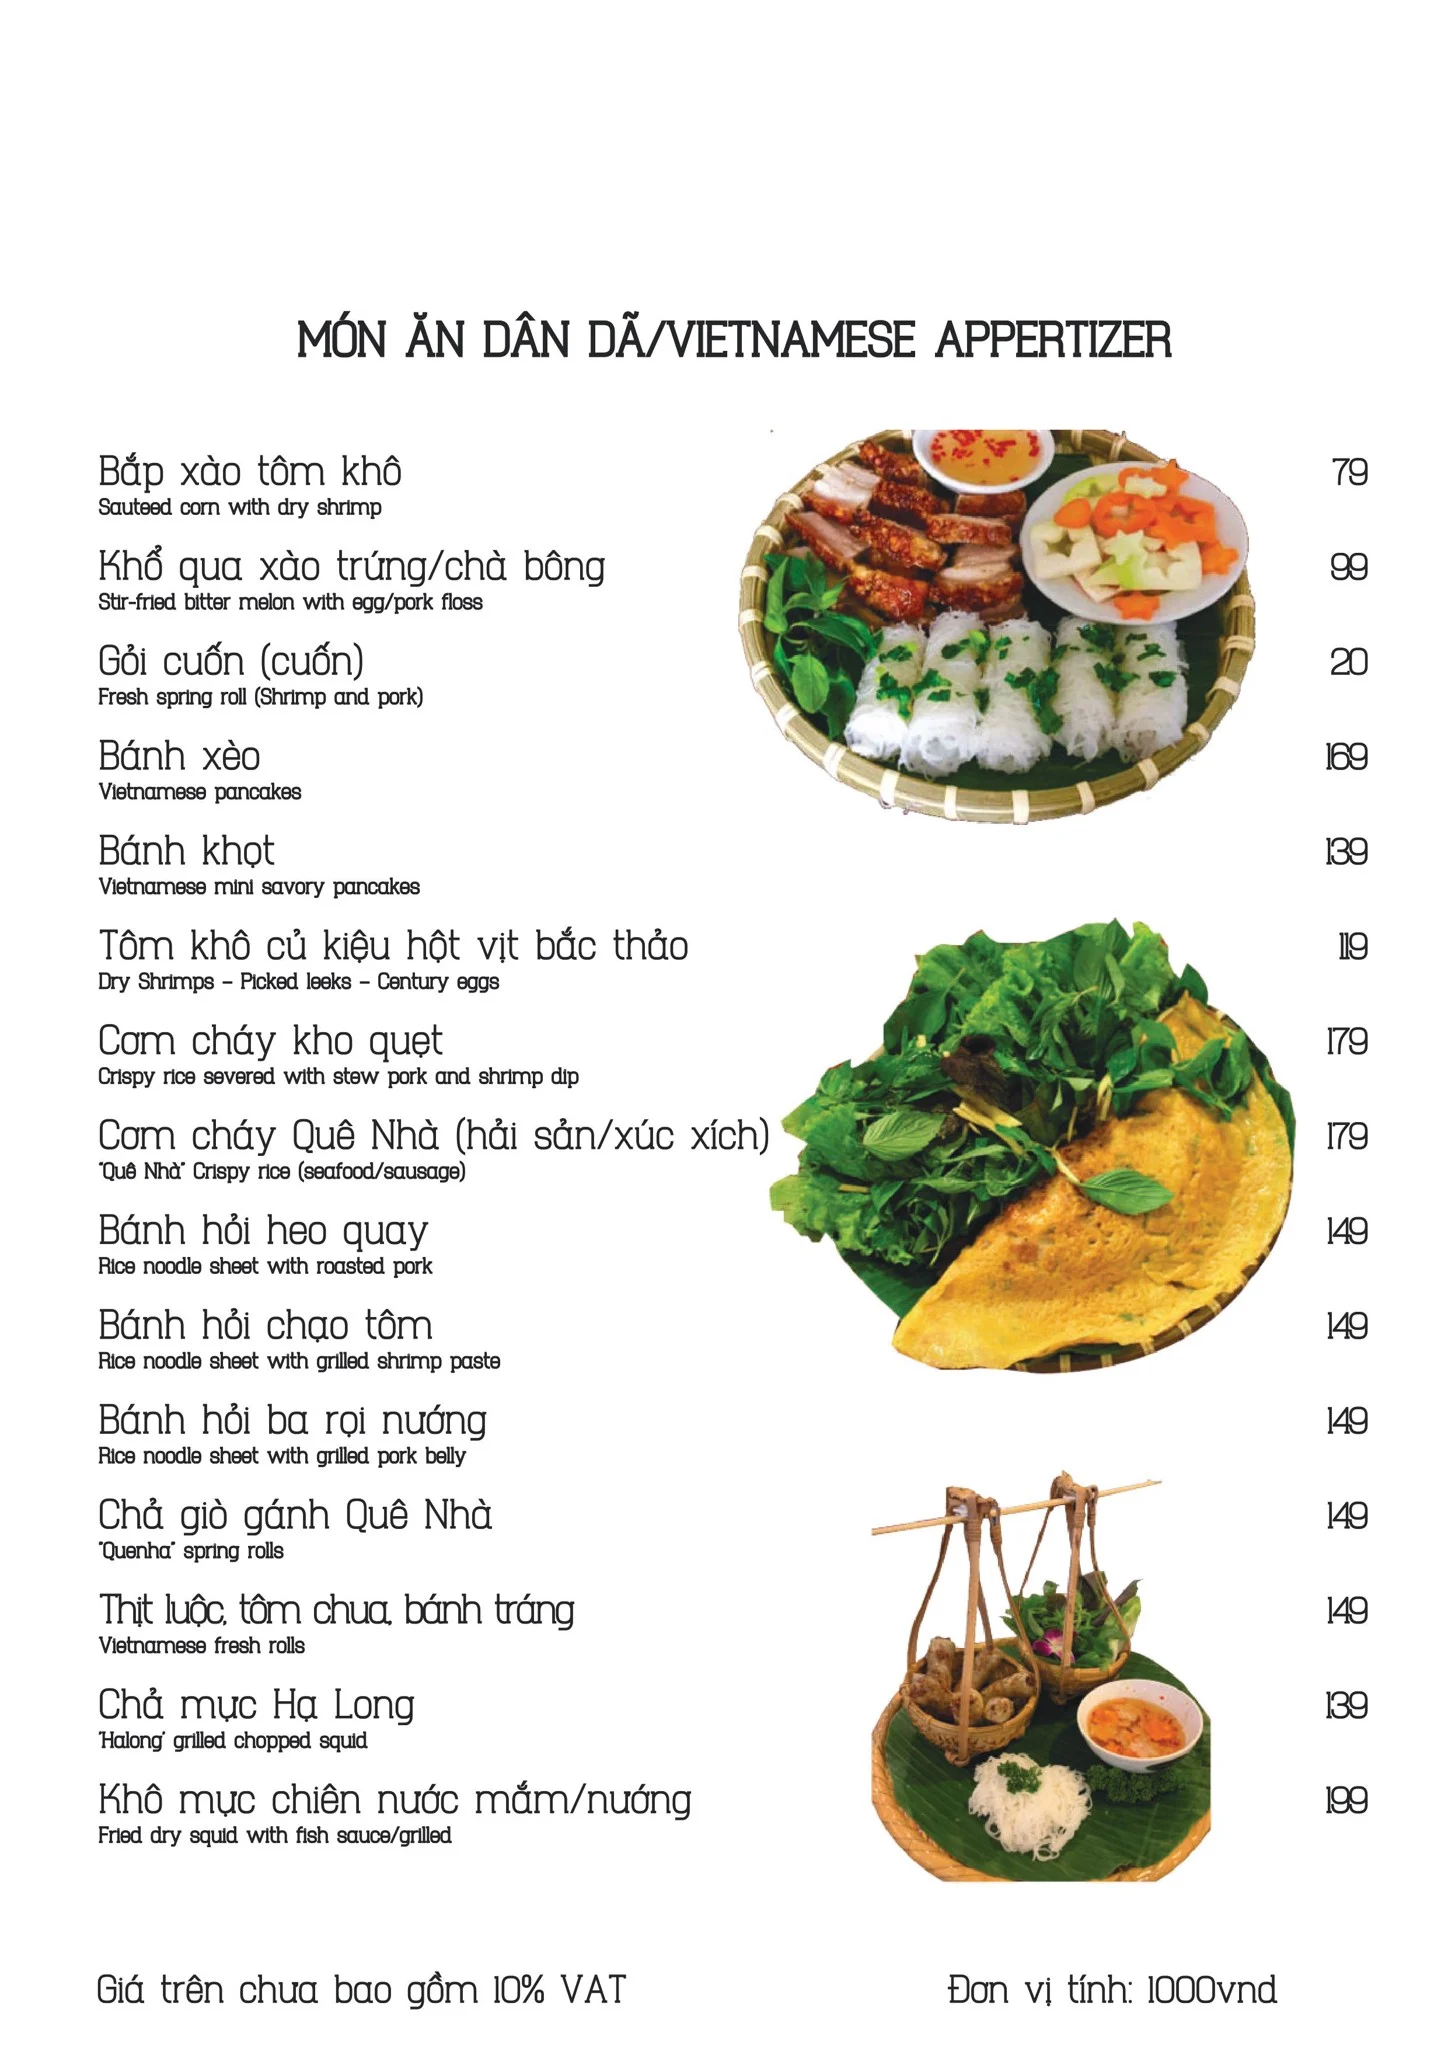 MÓN ĂN DÂN DÃ/VIETNAMESE APPERTIZER
Bắp xào tôm khô 79
Sauteed corn with dry shrimp
Khổ qua xào trứng/chà bông 99
Stir-fried bitter melon with egg/pork floss
Gỏi cuốn (cuốn) 20
Fresh spring roll (Shrimp and pork)
Bánh xèo 169
Vietnamese pancakes
Bánh khọt 139
Vietnamese mini savory pancakes
Tôm khô củ kiệu hột vịt bắc thảo 119
Dry Shrimps - Picked leeks - Century eggs
Cơm cháy kho quẹt 179
Crispy rice severed with stew pork and shrimp dip
Cơm cháy Quê Nhà (hải sản/xúc xích) 179
"Quê Nhà" Crispy rice (seafood/sausage)
Bánh hỏi heo quay 149
Rice noodle sheet with roasted pork
Bánh hỏi chạo tôm 149
Rice noodle sheet with grilled shrimp paste
Bánh hỏi ba rọi nướng 149
Rice noodle sheet with grilled pork belly
Chả giò gánh Quê Nhà 149
"Quenha" spring rolls
Thịt luộc, tôm chua, bánh tráng 149
Vietnamese fresh rolls
Chả mực Hạ Long 139
'Halong' grilled chopped squid
Khô mực chiên nước mắm/nướng 199
Fried dry squid with fish sauce/grilled
Giá trên chưa bao gồm 10% VAT
Đơn vị tính: 1000vnd